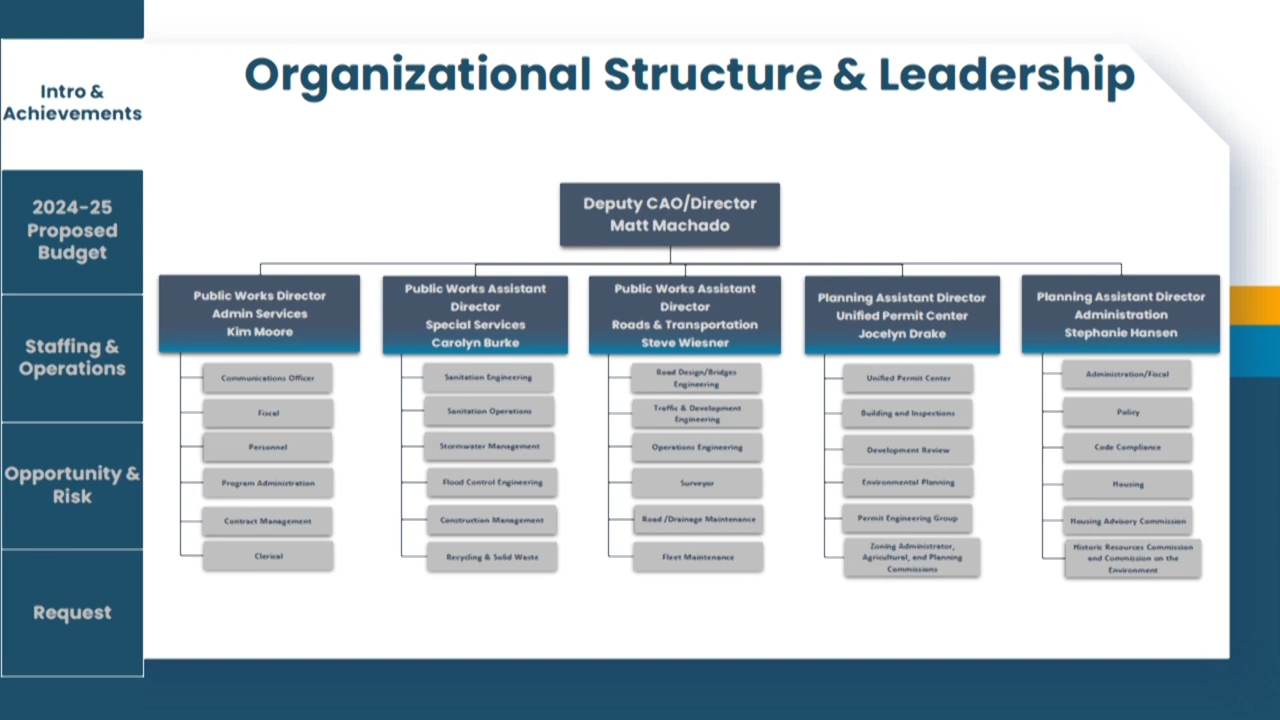 Organizational Structure & Leadership
Intro &
Achievements
2024-25
Proposed
Budget
Staffing &
Operations
Opportunity &
Risk
Request
Deputy CAO/Director
Matt Machado
Public Works Director
Admin Services
Kim Moore
Communications Officer
Fiscal
Personnel
Program Administration
Contract Management
Clerical
Public Works Assistant
Director
Special Services
Carolyn Burke
Sanitation Engineering
Sanitation Operations
Stormwater Management
Flood Control Engineering
Construction Management
Recycling & Solid Waste
Public Works Assistant
Director
Roads & Transportation
Steve Wiesner
Road Design/Bridges
Engineering
Traffic & Development
Engineering
Operations Engineering
Surveyor
Road /Drainage Maintenance
Fleet Maintenance
Planning Assistant Director
Unified Permit Center
Jocelyn Drake
Unified Permit Center
Building and Inspections
Development Review
Environmental Planning
Permit Engineering Group
Zoning Administrator,
Agricultural, and Planning
Commissions
Planning Assistant Director
Administration
Stephanie Hansen
Administration/Fiscal
Policy
Code Compliance
Housing
Housing Advisory Commission
Historic Resources Commission
and Commission on the
Environment